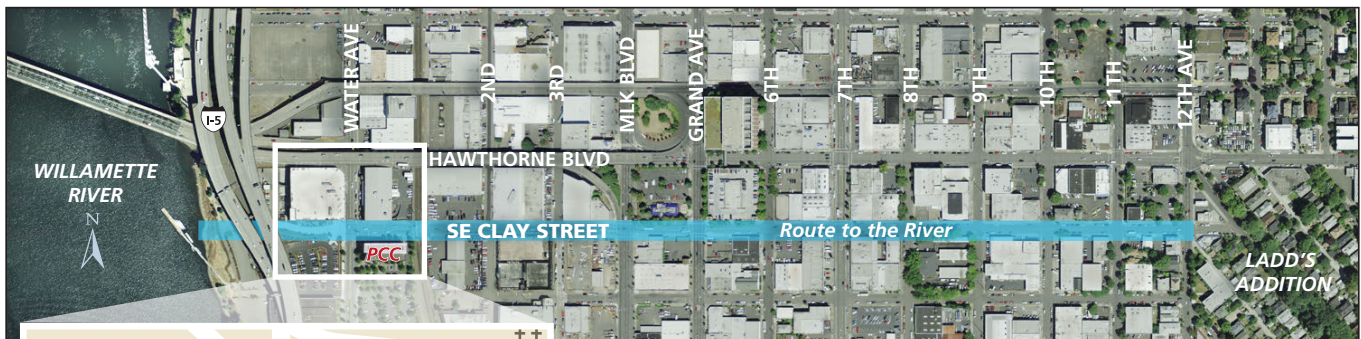 WATER AVE
2ND
3RD
MLK BLVD
GRAND AVE
6TH
7TH
8TH
9TH
10TH
11TH
12TH AVE
I-5
HAWTHORNE BLVD
WILLAMETTE
RIVER
N
SE CLAY STREET
Route to the River
PCC
LADD'S
ADDITION